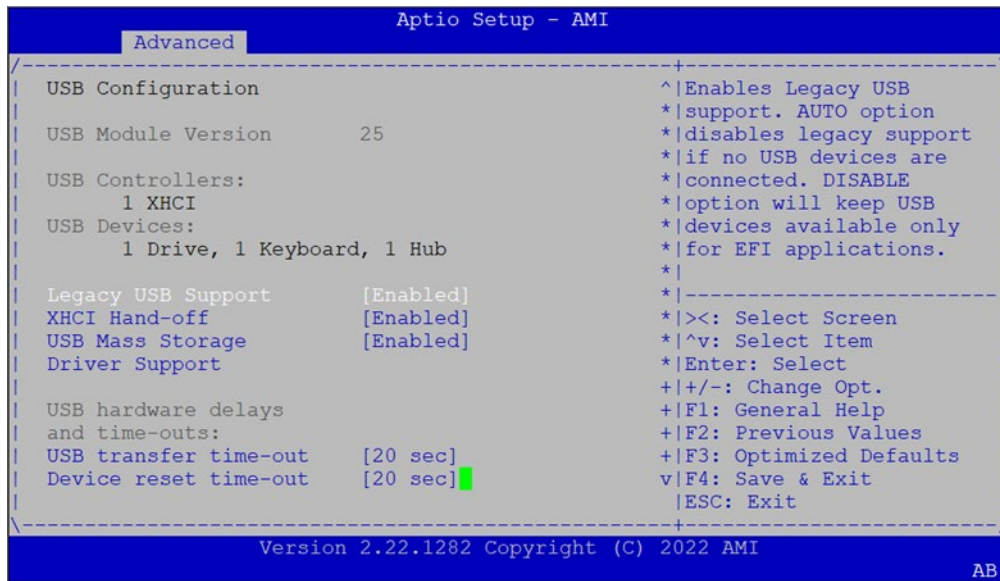 Aptio Setup - AMI
Advanced
USB Configuration
USB Module Version 25
USB Controllers:
1 XHCI
USB Devices:
1 Drive, 1 Keyboard, 1 Hub
Legacy USB Support [Enabled]
XHCI Hand-off [Enabled]
USB Mass Storage [Enabled]
Driver Support
USB hardware delays
and time-outs:
USB transfer time-out [20 sec]
Device reset time-out [20 sec]
^|Enables Legacy USB
*|support. AUTO option
*|disables legacy support
*|if no USB devices are
*|connected. DISABLE
*|option will keep USB
*|devices available only
*|for EFI applications.
*|
*|
*|><: Select Screen
*|^v: Select Item
*|Enter: Select
+|+/-: Change Opt.
+|F1: General Help
+|F2: Previous Values
+|F3: Optimized Defaults
v|F4: Save & Exit
|ESC: Exit
Version 2.22.1282 Copyright (C) 2022 AMI
AB